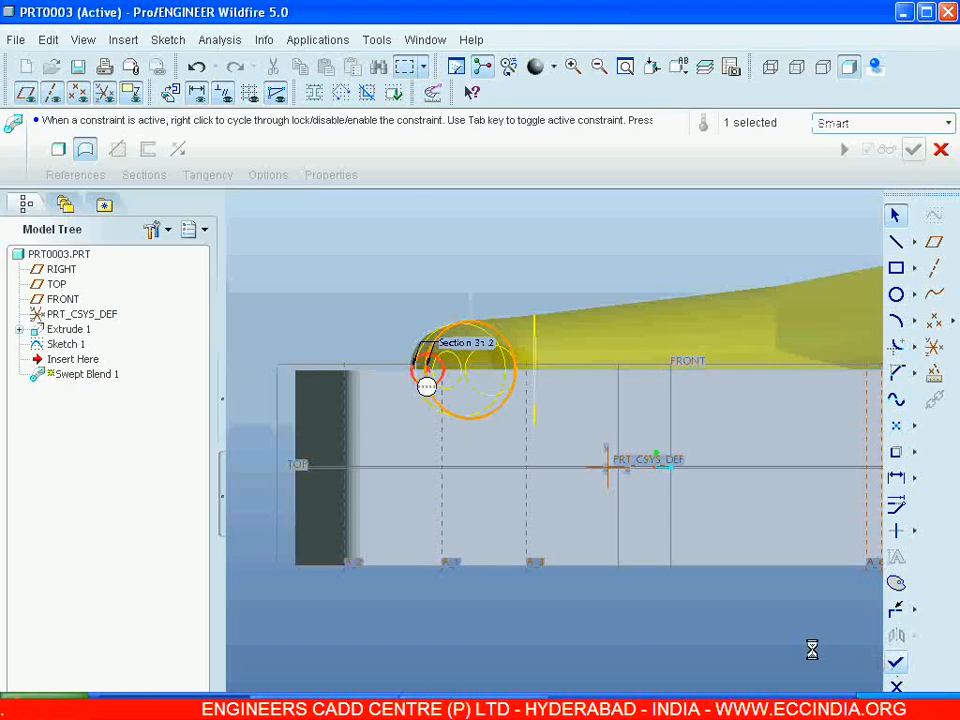 PRT0003 (Active) - Pro/ENGINEER Wildfire 5.0
File Edit View Insert Sketch Analysis Info Applications Tools Window Help
• When a constraint is active, right click to cycle through lock/disable/enable the constraint. Use Tab key to toggle active constraint. Press
1 selected
Smart
References Sections Tangency Options Properties
Model Tree
PRT0003.PRT
RIGHT
TOP
FRONT
PRT_CSYS_DEF
Extrude 1
Sketch 1
Insert Here
Swept Blend 1
FRONT
TOP
PRT_CSYS_DEF
A_1
ENGINEERS CADD CENTRE (P) LTD - HYDERABAD - INDIA - WWW.ECCINDIA.ORG